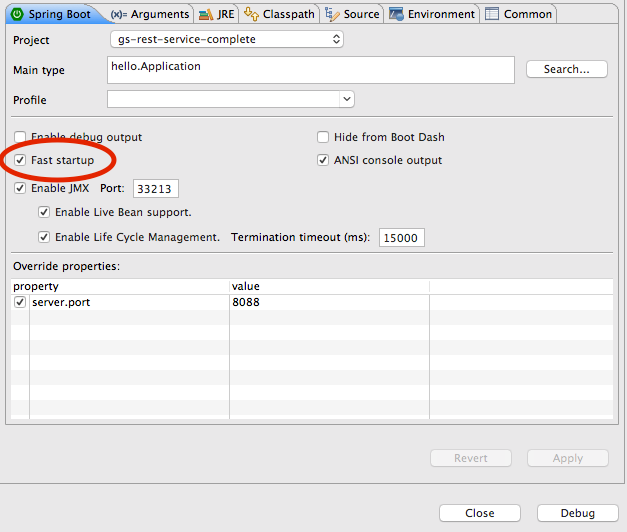 Spring Boot (x)= Arguments JRE Classpath Source Environment Common
Project gs-rest-service-complete
Main type hello.Application Search...
Profile
Enable debug output Hide from Boot Dash
Fast startup ANSI console output
Enable JMX Port: 33213
Enable Live Bean support.
Enable Life Cycle Management. Termination timeout (ms): 15000
Override properties:
property value
server.port 8088
Revert Apply
Close Debug